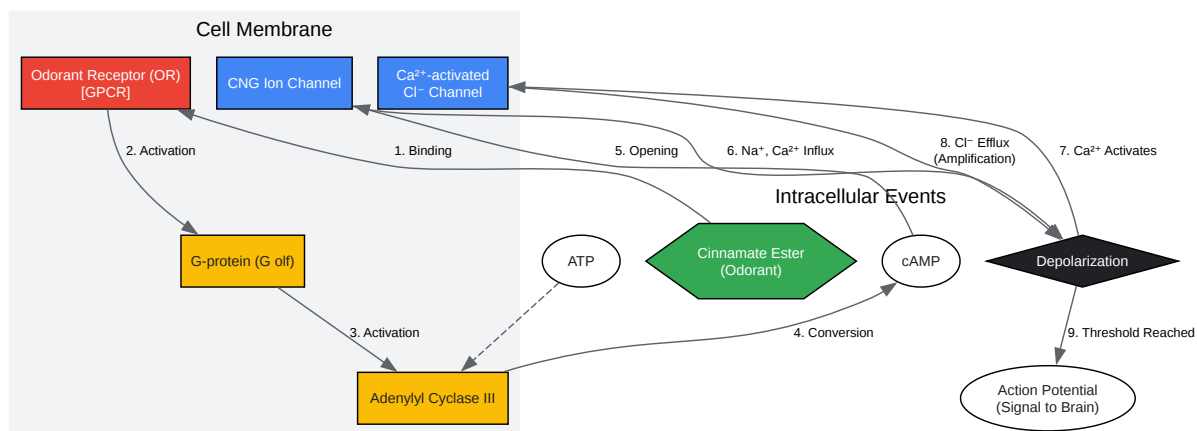 Cell Membrane
Odorant Receptor (OR)
[GPCR]
CNG Ion Channel
Ca²⁺-activated
Cl⁻ Channel
2. Activation
1. Binding
5. Opening
6. Na⁺, Ca²⁺ Influx
8. Cl⁻ Efflux
(Amplification)
7. Ca²⁺ Activates
Intracellular Events
G-protein (G olf)
ATP
Cinnamate Ester
(Odorant)
cAMP
Depolarization
3. Activation
4. Conversion
9. Threshold Reached
Adenylyl Cyclase III
Action Potential
(Signal to Brain)